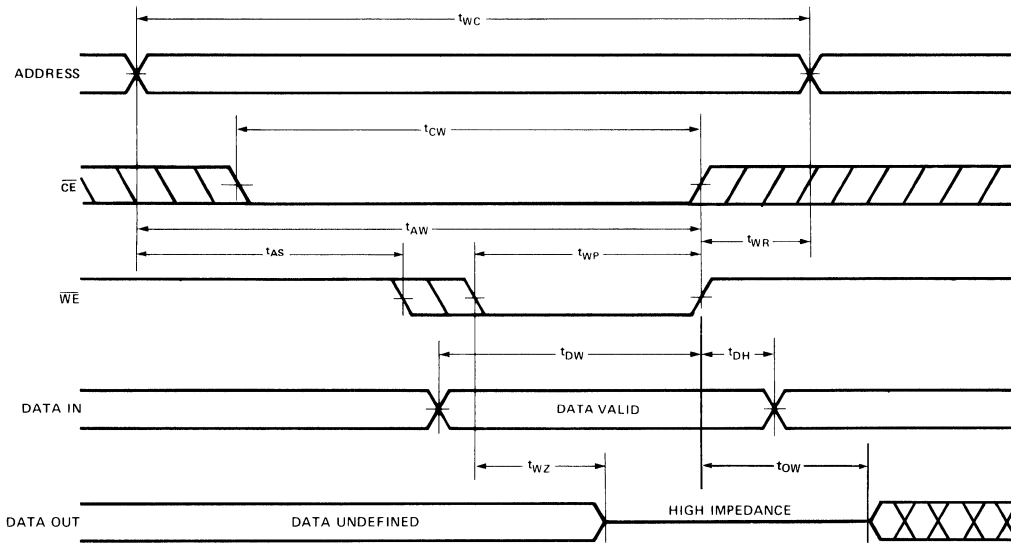 tWC
ADDRESS
tCW
CE
tAW
tWR
tAS
tWP
WE
tDW
tDH
DATA IN
DATA VALID
tWZ
tOW
DATA OUT
DATA UNDEFINED
HIGH IMPEDANCE